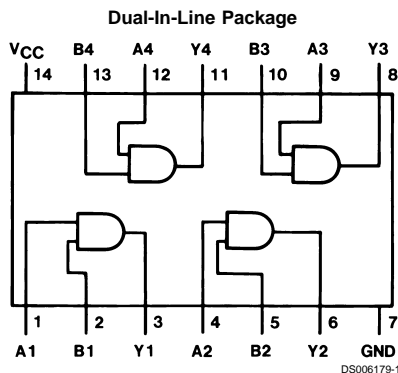 Dual-In-Line Package
VCC B4 A4 Y4 B3 A3 Y3
14 13 12 11 10 9 8
1 2 3 4 5 6 7
A1 B1 Y1 A2 B2 Y2 GND
DS006179-1